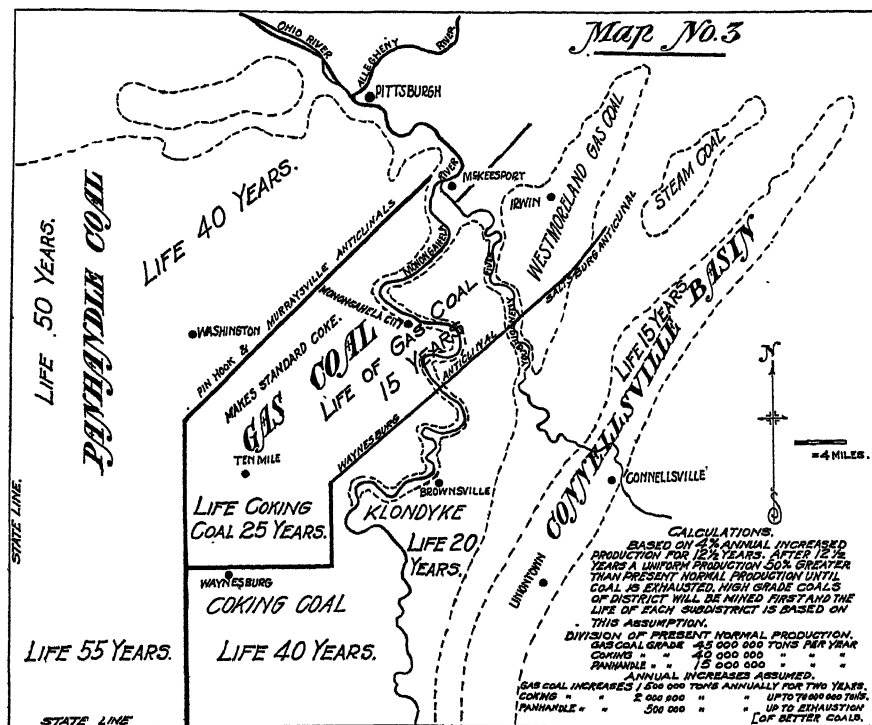 Map No. 3
OHIO RIVER
ALLEGHENY RIVER
PITTSBURGH
McKEESPORT
RIVER
MONONGAHELA
IRWIN
WESTMORELAND GAS COAL
STEAM COAL
LIFE 50 YEARS.
PANHANDLE COAL
LIFE 40 YEARS.
WASHINGTON
PIN HOOK & MURRAYSVILLE ANTICLINALS
MONONGAHELA CITY
MAKES STANDARD COKE.
GAS COAL
LIFE OF GAS COAL
15 YEARS
WAYNESBURG ANTICLINAL
SALTSBURG ANTICLINAL
YOUGHIOGHENY RIVER
LIFE 15 YEARS
CONNELLSVILLE BASIN
N
=4 MILES.
TEN MILE
LIFE COKING
COAL 25 YEARS.
BROWNSVILLE
KLONDYKE
LIFE 20
YEARS.
CONNELLSVILLE
UNIONTOWN
STATE LINE.
WAYNESBURG
COKING COAL
LIFE 55 YEARS.
LIFE 40 YEARS.
STATE LINE
CALCULATIONS.
BASED ON 4% ANNUAL INCREASED
PRODUCTION FOR 12½ YEARS. AFTER 12½
YEARS A UNIFORM PRODUCTION 50% GREATER
THAN PRESENT NORMAL PRODUCTION UNTIL
COAL IS EXHAUSTED. HIGH GRADE COALS
OF DISTRICT WILL BE MINED FIRST AND THE
LIFE OF EACH SUBDISTRICT IS BASED ON
THIS ASSUMPTION.
DIVISION OF PRESENT NORMAL PRODUCTION.
GAS COAL GRADE 45 000 000 TONS PER YEAR
COKING " " 40 000 000 " " "
PANHANDLE " " 15 000 000 " " "
ANNUAL INCREASES ASSUMED.
GAS COAL INCREASES 1 500 000 TONS ANNUALLY FOR TWO YEARS.
COKING " " 2 000 000 " " UP TO 70 000 000 TONS.
PANHANDLE " " 500 000 " " UP TO EXHAUSTION
[OF BETTER COALS.